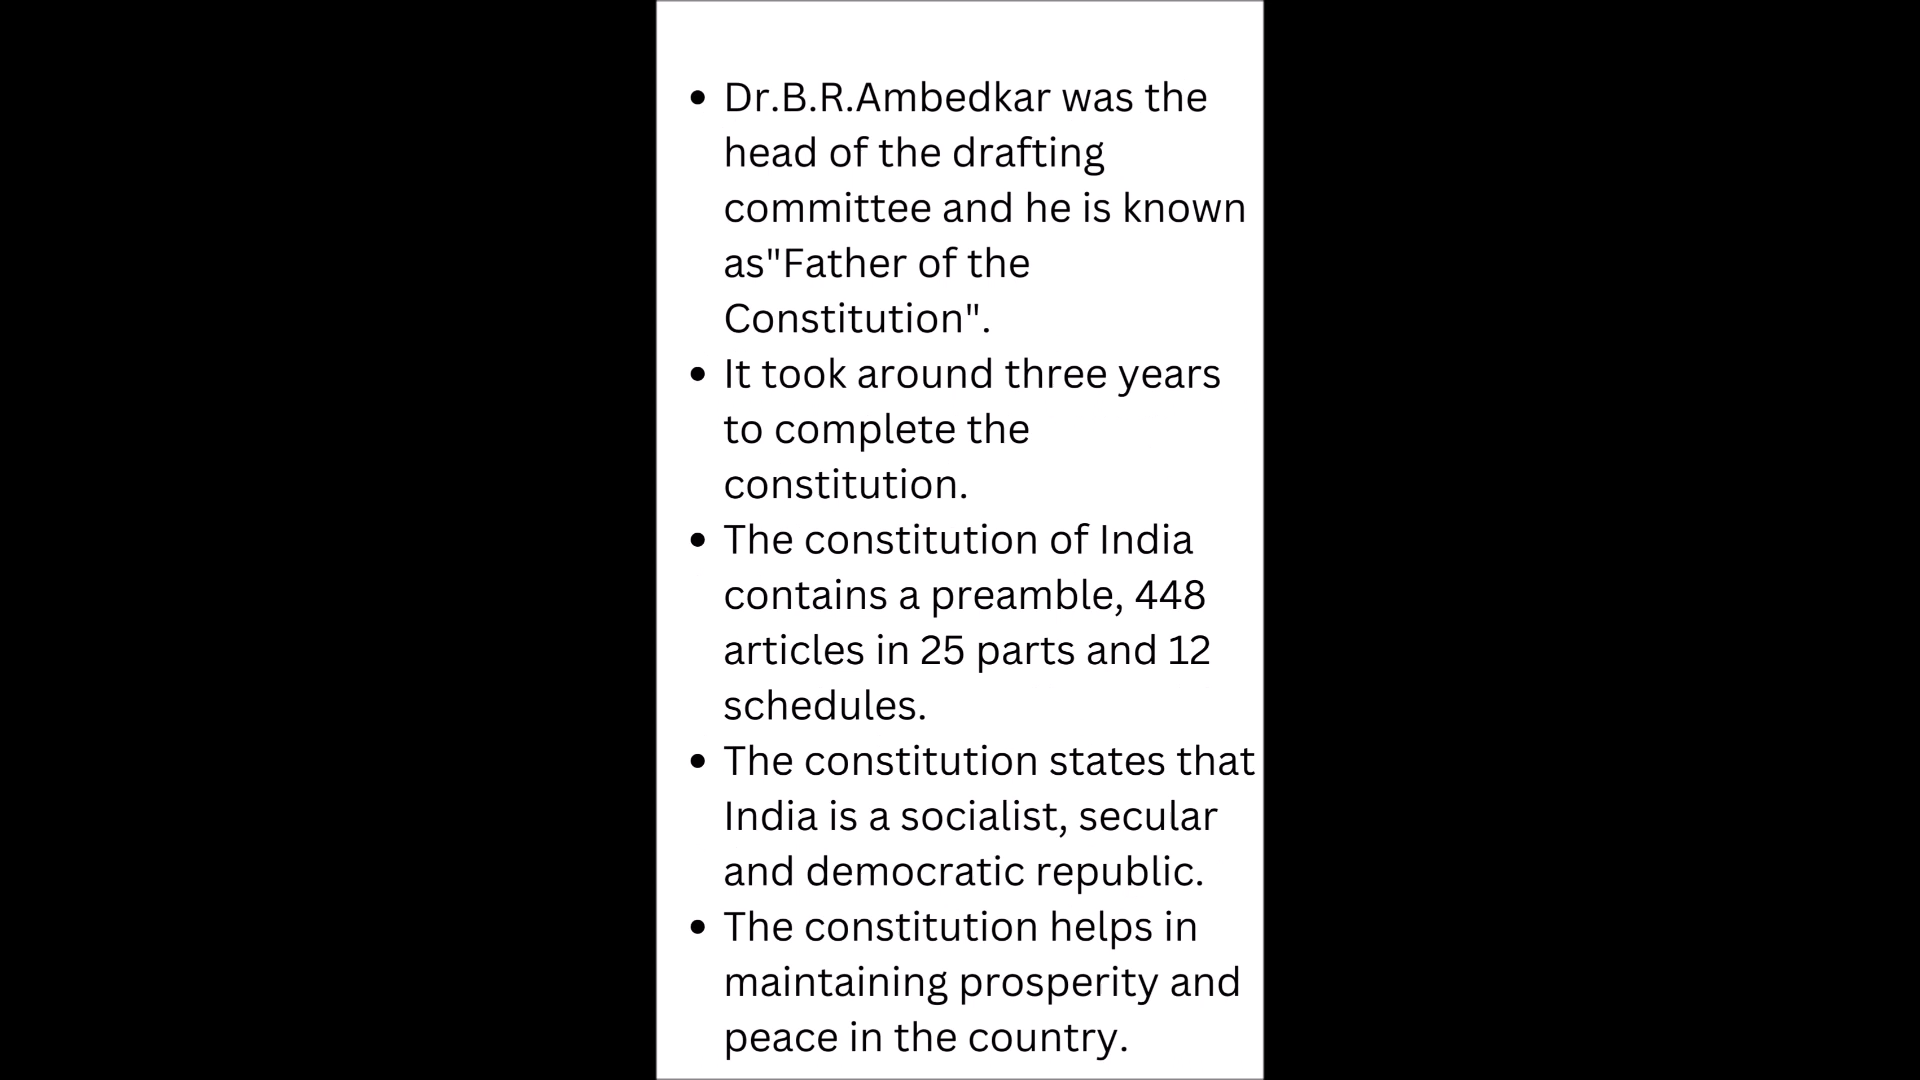 • Dr.B.R.Ambedkar was the
head of the drafting
committee and he is known
as"Father of the
Constitution".
• It took around three years
to complete the
constitution.
• The constitution of India
contains a preamble, 448
articles in 25 parts and 12
schedules.
• The constitution states that
India is a socialist, secular
and democratic republic.
• The constitution helps in
maintaining prosperity and
peace in the country.